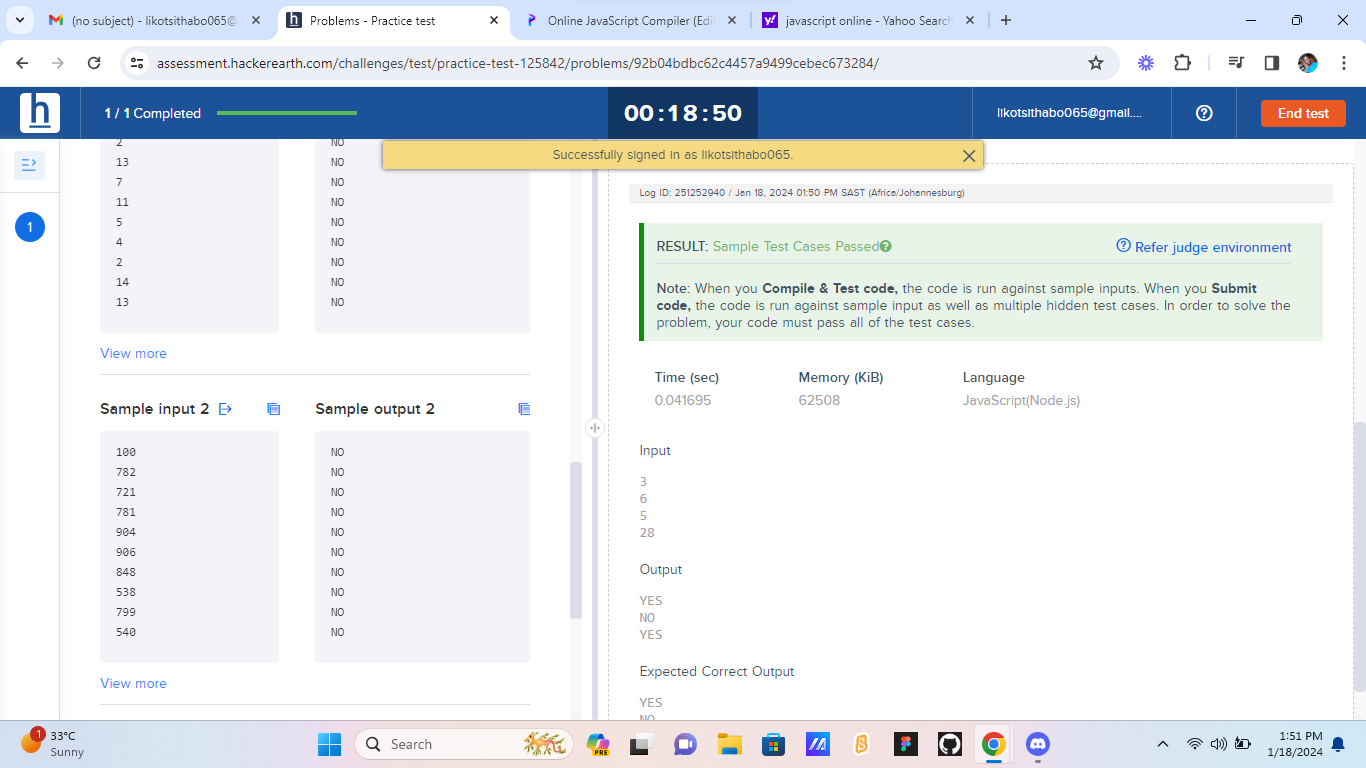 (no subject) - likotsithabo065@
Problems - Practice test
Online JavaScript Compiler (Edi
javascript online - Yahoo Search
assessment.hackerearth.com/challenges/test/practice-test-125842/problems/92b04bdbc62c4457a9499cebec673284/
h
1 / 1 Completed
00:18:50
likotsithabo065@gmail....
End test
Successfully signed in as likotsithabo065.
1
2
13
7
11
5
4
2
14
13
NO
NO
NO
NO
NO
NO
NO
NO
NO
View more
Sample input 2
Sample output 2
100
782
721
781
904
906
848
538
799
540
NO
NO
NO
NO
NO
NO
NO
NO
NO
NO
View more
Log ID: 251252940 / Jan 18, 2024 01:50 PM SAST (Africa/Johannesburg)
RESULT: Sample Test Cases Passed
Refer judge environment
Note: When you Compile & Test code, the code is run against sample inputs. When you Submit
code, the code is run against sample input as well as multiple hidden test cases. In order to solve the
problem, your code must pass all of the test cases.
Time (sec)
Memory (KiB)
Language
0.041695
62508
JavaScript(Node.js)
Input
3
6
5
28
Output
YES
NO
YES
Expected Correct Output
YES
NO
1
33°C
Sunny
Search
PRE
1:51 PM
1/18/2024